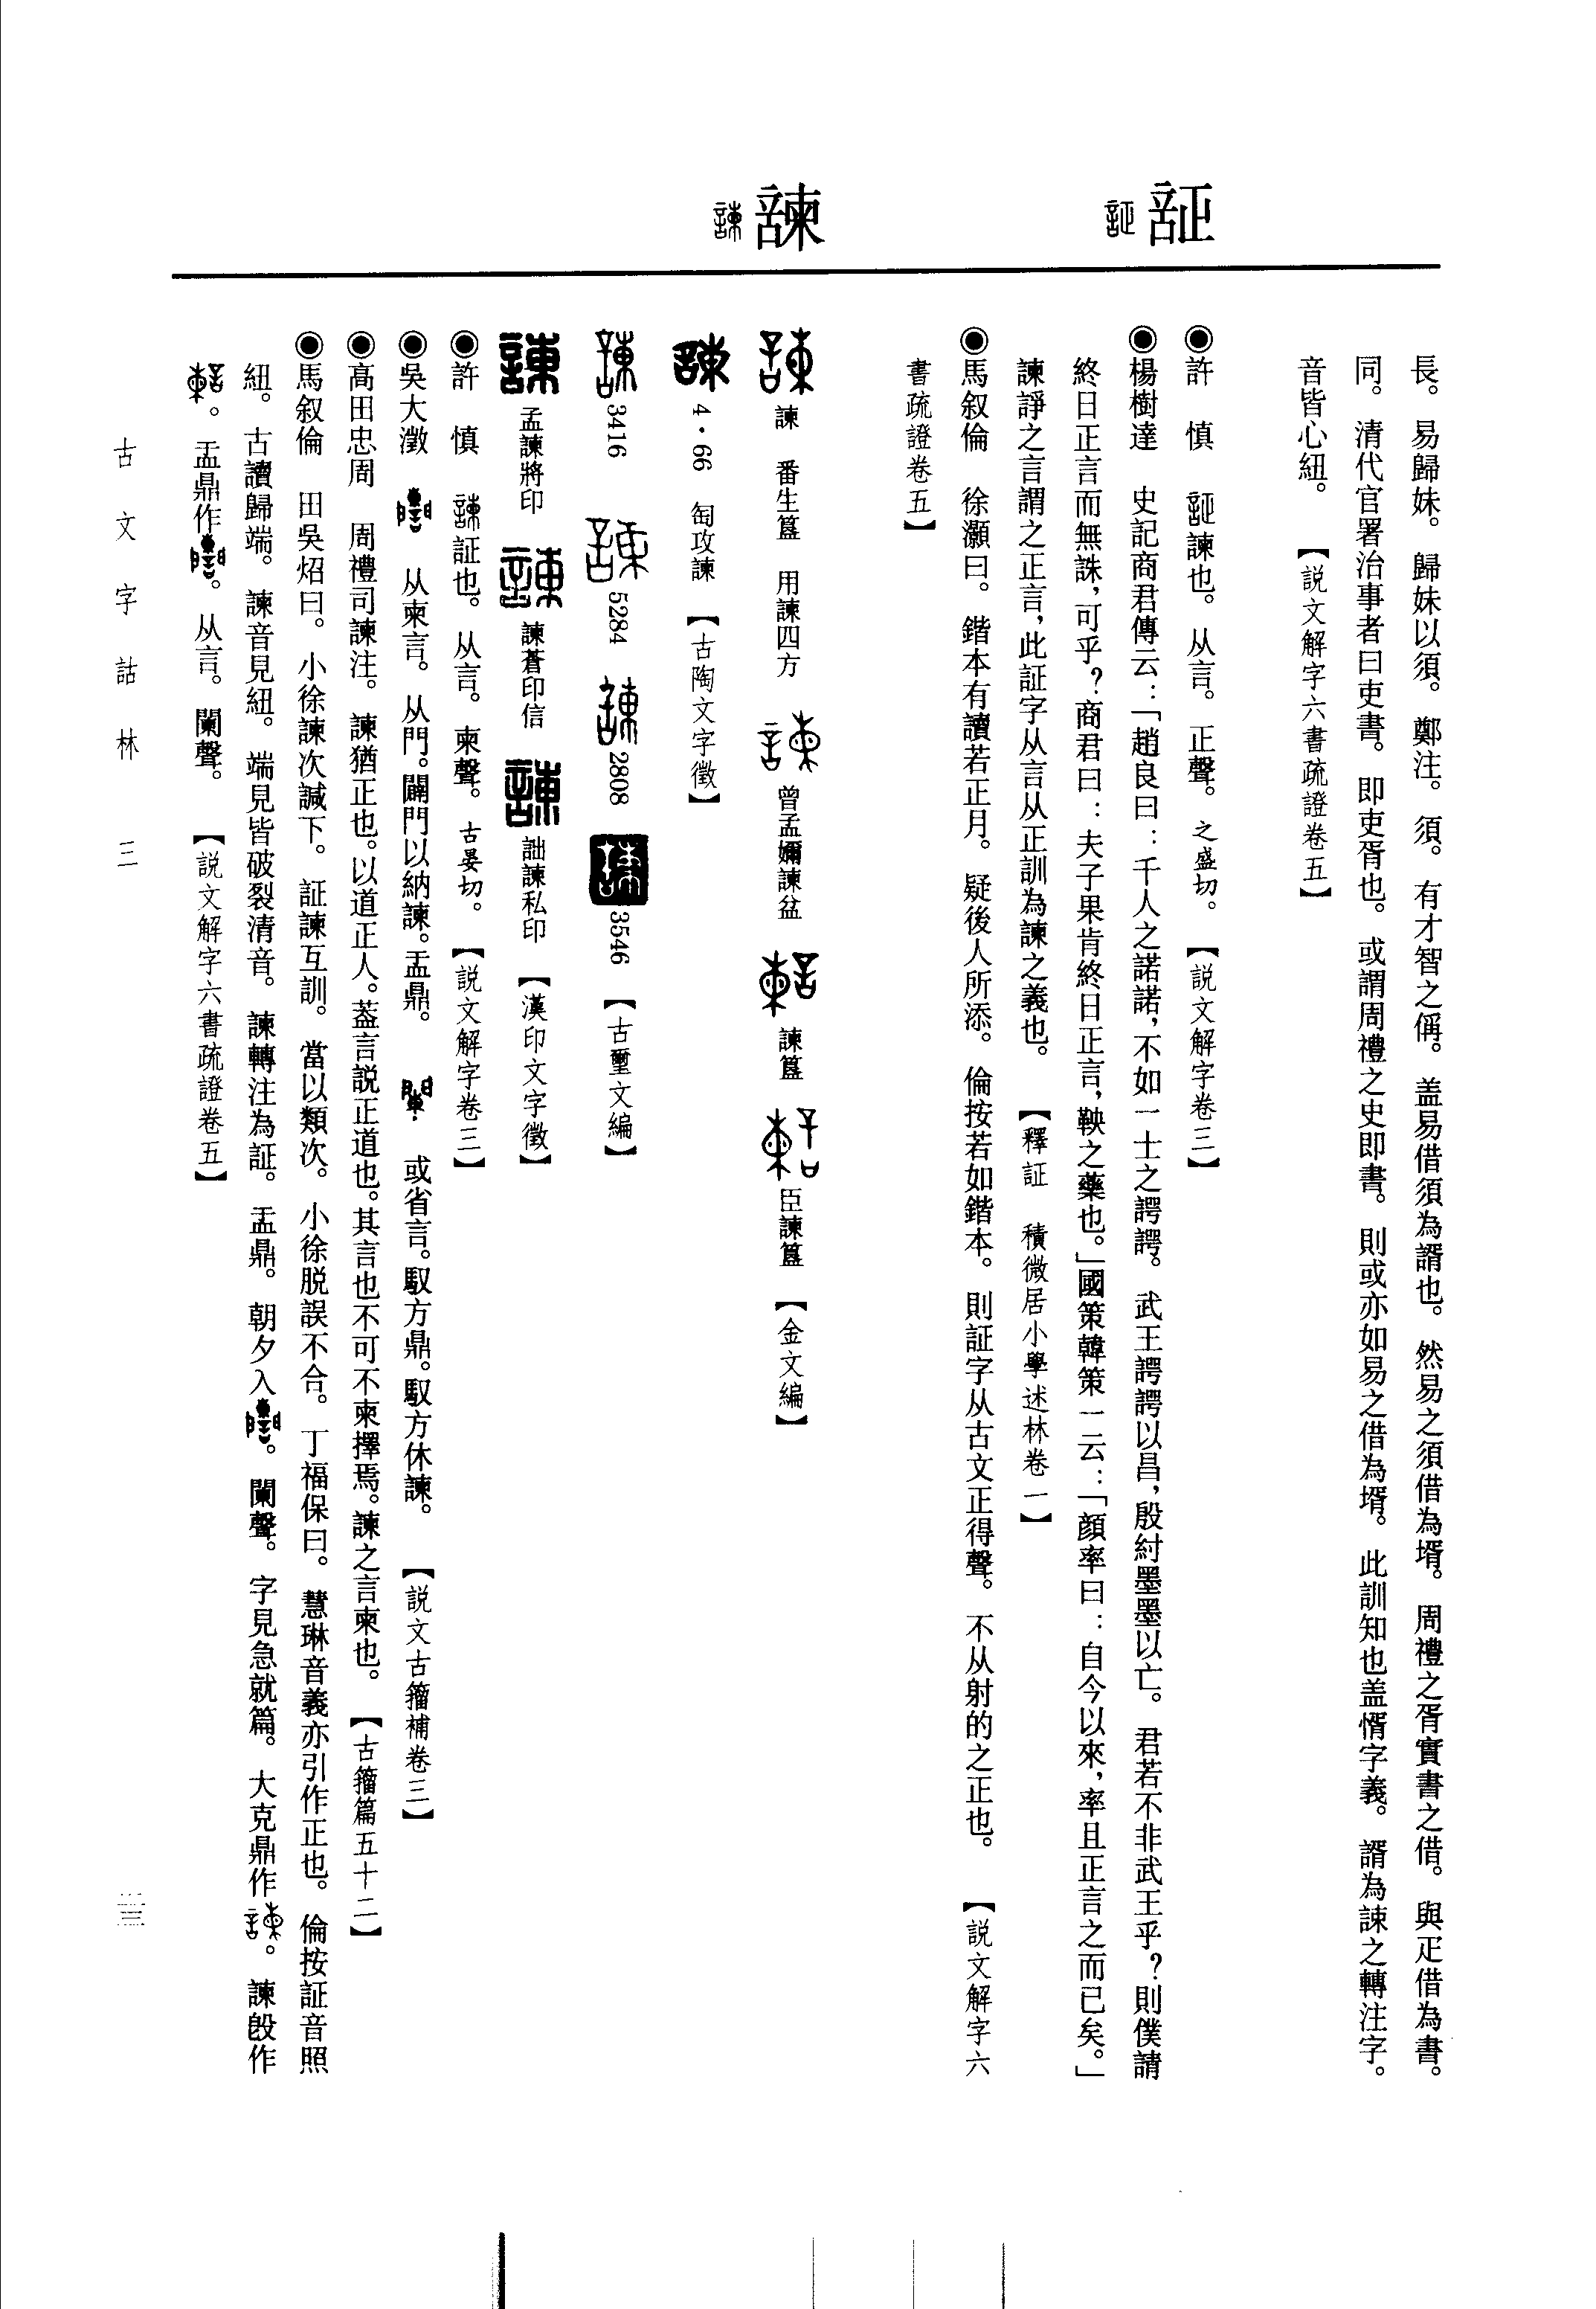 証
諫
長。易歸妹。歸妹以須。鄭注。須。有才智之偁。盖易借須為諝也。然易之須借為壻。周禮之胥實書之借。與疋借為書。
同。清代官署治事者曰吏書。即吏胥也。或謂周禮之史即書。則或亦如易之借為壻。此訓知也盖惰字義。諝為諫之轉注字。
音皆心紐。【説文解字六書疏證卷五】
◉許　慎　諫也。从言。正聲。之盛切。【説文解字卷三】
◉楊樹達　史記商君傳云：「趙良曰：千人之諾諾，不如一士之諤諤。武王諤諤以昌，殷紂墨墨以亡。君若不非武王乎？則僕請
終日正言而無誅，可乎？商君曰：夫子果肯終日正言，鞅之藥也。」國策韓策一云：「顔率曰：自今以來，率且正言之而已矣。」
諫諍之言謂之正言，此証字从言从正訓為諫之義也。【釋証　積微居小學述林卷一】
◉馬叙倫　徐灝曰。鍇本有讀若正月。疑後人所添。倫按若如鍇本。則証字从古文正得聲。不从射的之正也。【説文解字六
書疏證卷五】
諫　番生簋　用諫四方　曾孟嬭諫盆　諫簋　臣諫簋　【金文編】
4・66　匋攻諫　【古陶文字徵】
3416　5284　2808　3546　【古璽文編】
孟諫將印　諫蒼印信　詘諫私印　【漢印文字徵】
◉許　慎　証也。从言。柬聲。古晏切。【説文解字卷三】
◉吳大澂　从柬言。从門。闢門以納諫。盂鼎。　或省言。馭方鼎。馭方休諫。【説文古籀補卷三】
◉高田忠周　周禮司諫注。諫猶正也。以道正人。葢言説正道也。其言也不可不柬擇焉。諫之言柬也。【古籀篇五十二】
◉馬叙倫　田吳炤曰。小徐諫次諴下。証諫互訓。當以類次。小徐脱誤不合。丁福保曰。慧琳音義亦引作正也。倫按証音照
紐。古讀歸端。諫音見紐。端見皆破裂清音。諫轉注為証。盂鼎。朝夕入。闌聲。字見急就篇。大克鼎作。諫𣪘作
。盂鼎作。从言。闌聲。【説文解字六書疏證卷五】
古文字詁林　三
三三